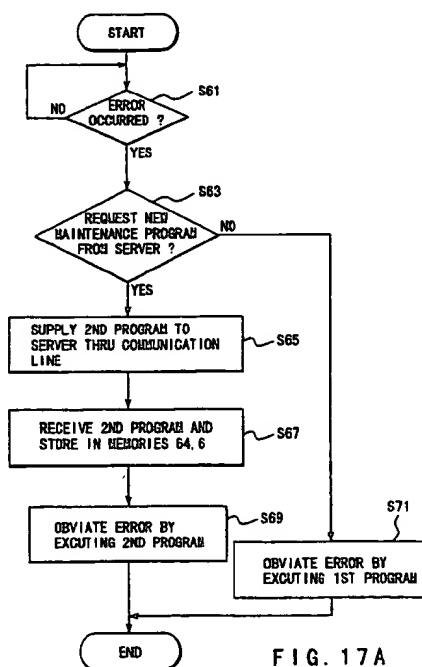 START
S61
NO
ERROR
OCCURRED ?
YES
S63
REQUEST NEW
MAINTENANCE PROGRAM
FROM SERVER ?
NO
YES
SUPPLY 2ND PROGRAM TO
SERVER THRU COMMUNICATION
LINE
S65
RECEIVE 2ND PROGRAM AND
STORE IN MEMORIES 64,6
S67
OBVIATE ERROR BY
EXCUTING 2ND PROGRAM
S69
S71
OBVIATE ERROR BY
EXCUTING 1ST PROGRAM
END
FIG. 17A